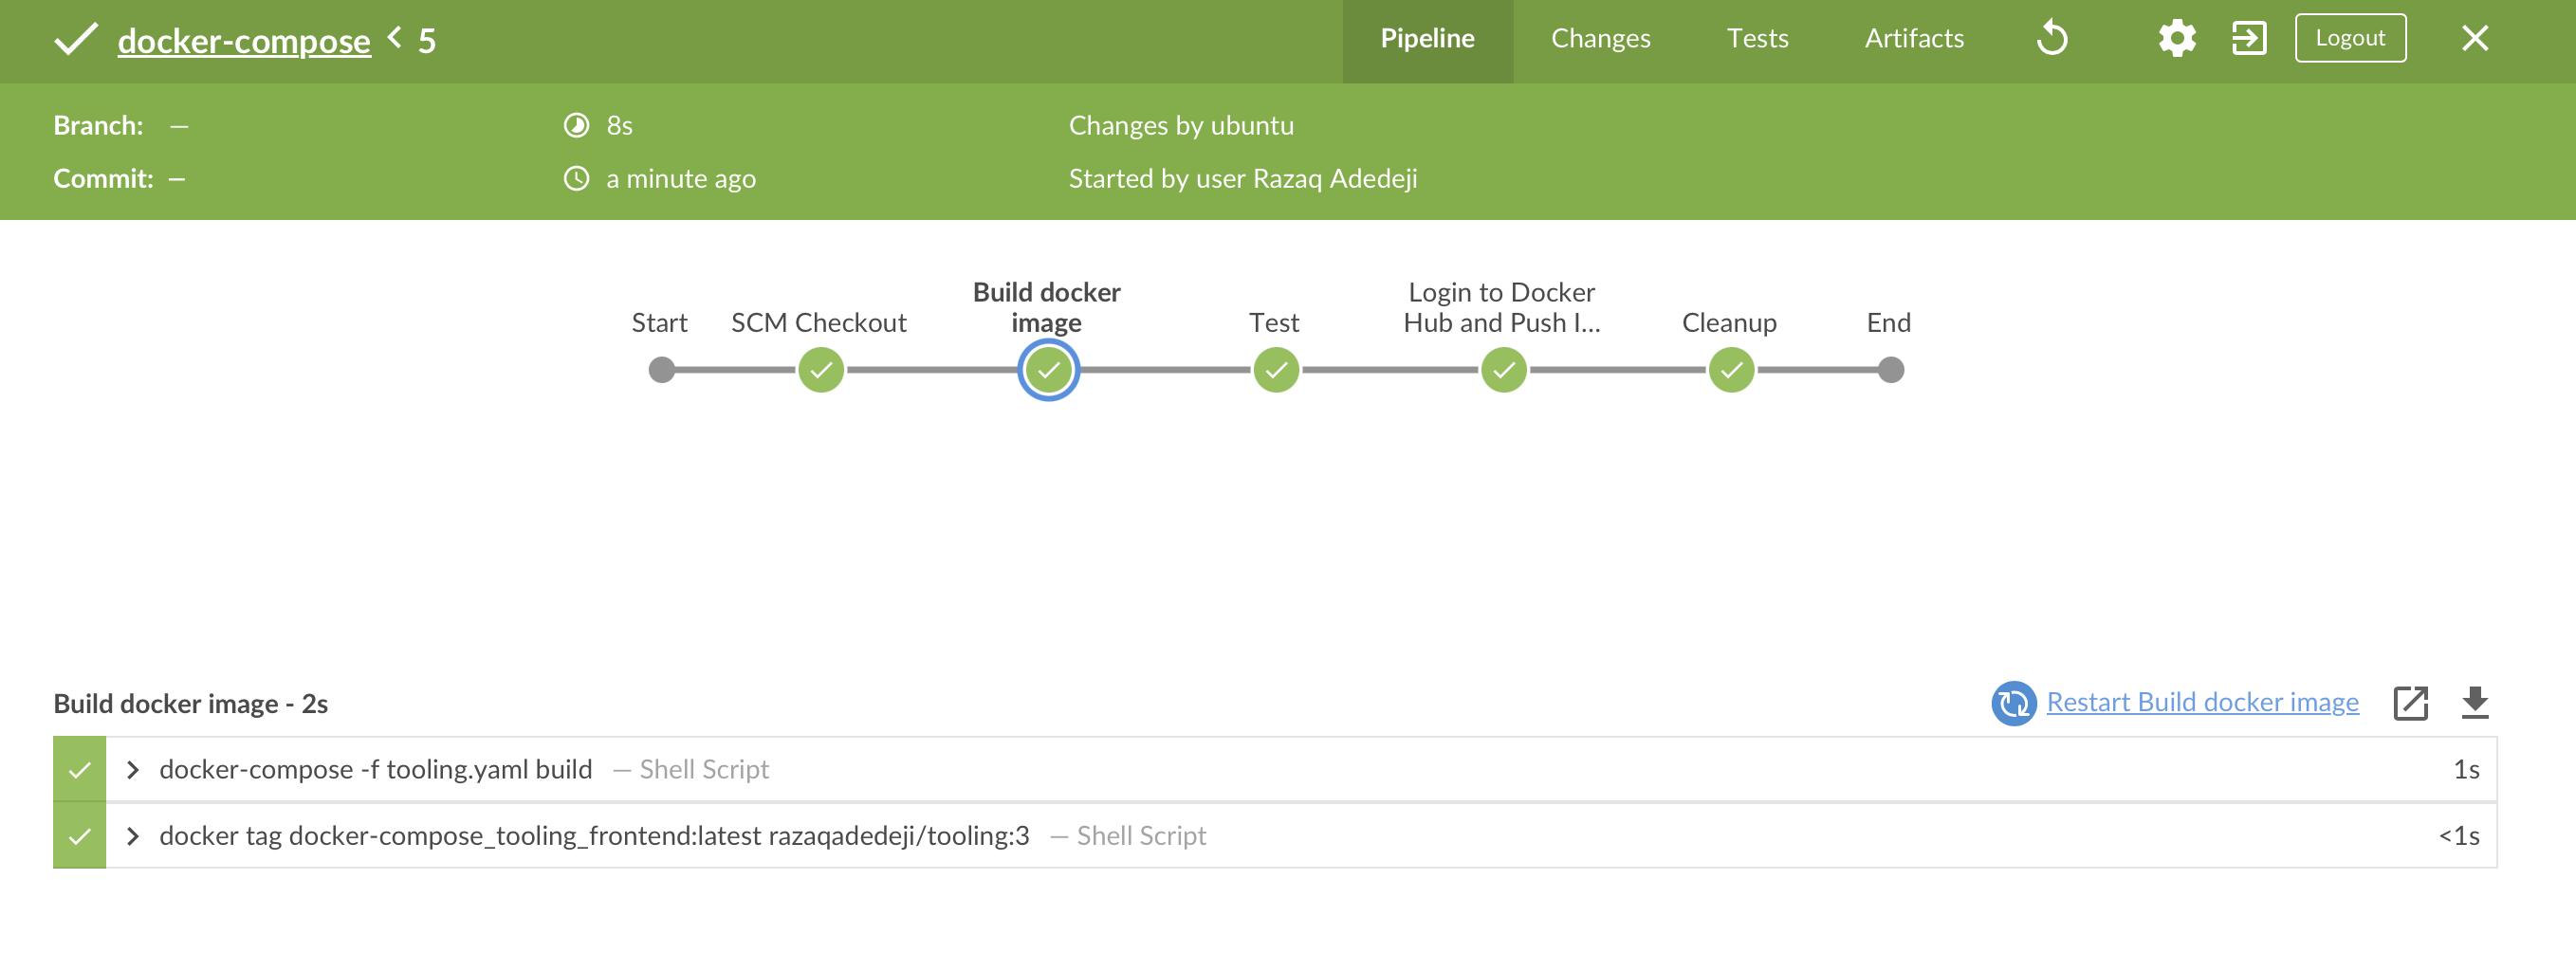 docker-compose < 5
Pipeline
Changes
Tests
Artifacts
Logout
Branch: —
8s
Changes by ubuntu
Commit: —
a minute ago
Started by user Razaq Adedeji
Start
SCM Checkout
Build docker
image
Test
Login to Docker
Hub and Push I...
Cleanup
End
Build docker image - 2s
Restart Build docker image
docker-compose -f tooling.yaml build — Shell Script
1s
docker tag docker-compose_tooling_frontend:latest razaqadedeji/tooling:3 — Shell Script
<1s